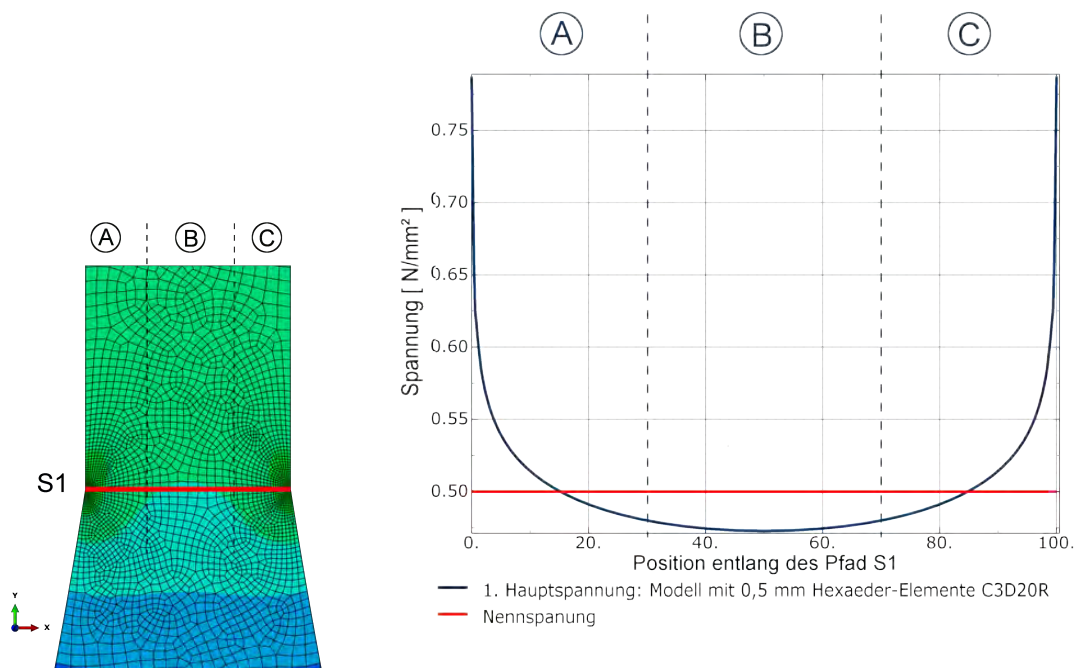 A B C
A B C
0.75
0.70
0.65
0.60
0.55
0.50
Spannung [ N/mm² ]
S1
0. 20. 40. 60. 80. 100.
Position entlang des Pfad S1
1. Hauptspannung: Modell mit 0,5 mm Hexaeder-Elemente C3D20R
Nennspanung
Y
X